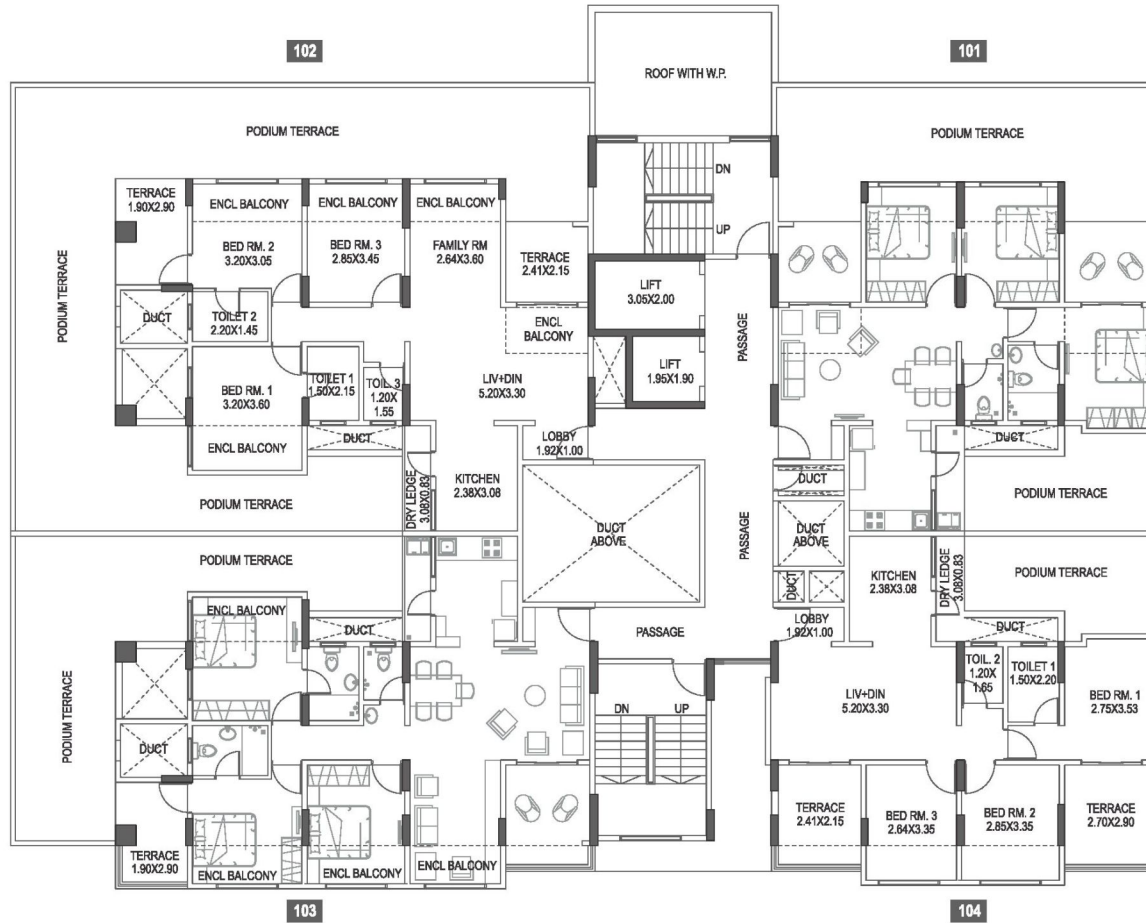 102
101
ROOF WITH W.P.
PODIUM TERRACE
PODIUM TERRACE
DN
UP
TERRACE
1.90X2.90
ENCL BALCONY
ENCL BALCONY
ENCL BALCONY
BED RM. 2
3.20X3.05
BED RM. 3
2.85X3.45
FAMILY RM
2.64X3.60
TERRACE
2.41X2.15
LIFT
3.05X2.00
PODIUM TERRACE
DUCT
TOILET 2
2.20X1.45
ENCL
BALCONY
PASSAGE
LIFT
1.95X1.90
BED RM. 1
3.20X3.60
TOILET 1
1.50X2.15
TOIL. 3
1.20X
1.55
LIV+DIN
5.20X3.30
ENCL BALCONY
DUCT
LOBBY
1.92X1.00
DUCT
KITCHEN
2.38X3.08
DRY LEDGE
3.08X0.83
DUCT
PODIUM TERRACE
PODIUM TERRACE
DUCT
ABOVE
PASSAGE
DUCT
ABOVE
PODIUM TERRACE
KITCHEN
2.38X3.08
DRY LEDGE
3.08X0.83
PODIUM TERRACE
DUCT
ENCL BALCONY
DUCT
PASSAGE
LOBBY
1.92X1.00
DUCT
PODIUM TERRACE
TOIL. 2
1.20X
1.65
TOILET 1
1.50X2.20
BED RM. 1
2.75X3.53
LIV+DIN
5.20X3.30
DN
UP
DUCT
TERRACE
2.41X2.15
BED RM. 3
2.64X3.35
BED RM. 2
2.85X3.35
TERRACE
2.70X2.90
TERRACE
1.90X2.90
ENCL BALCONY
ENCL BALCONY
ENCL BALCONY
103
104